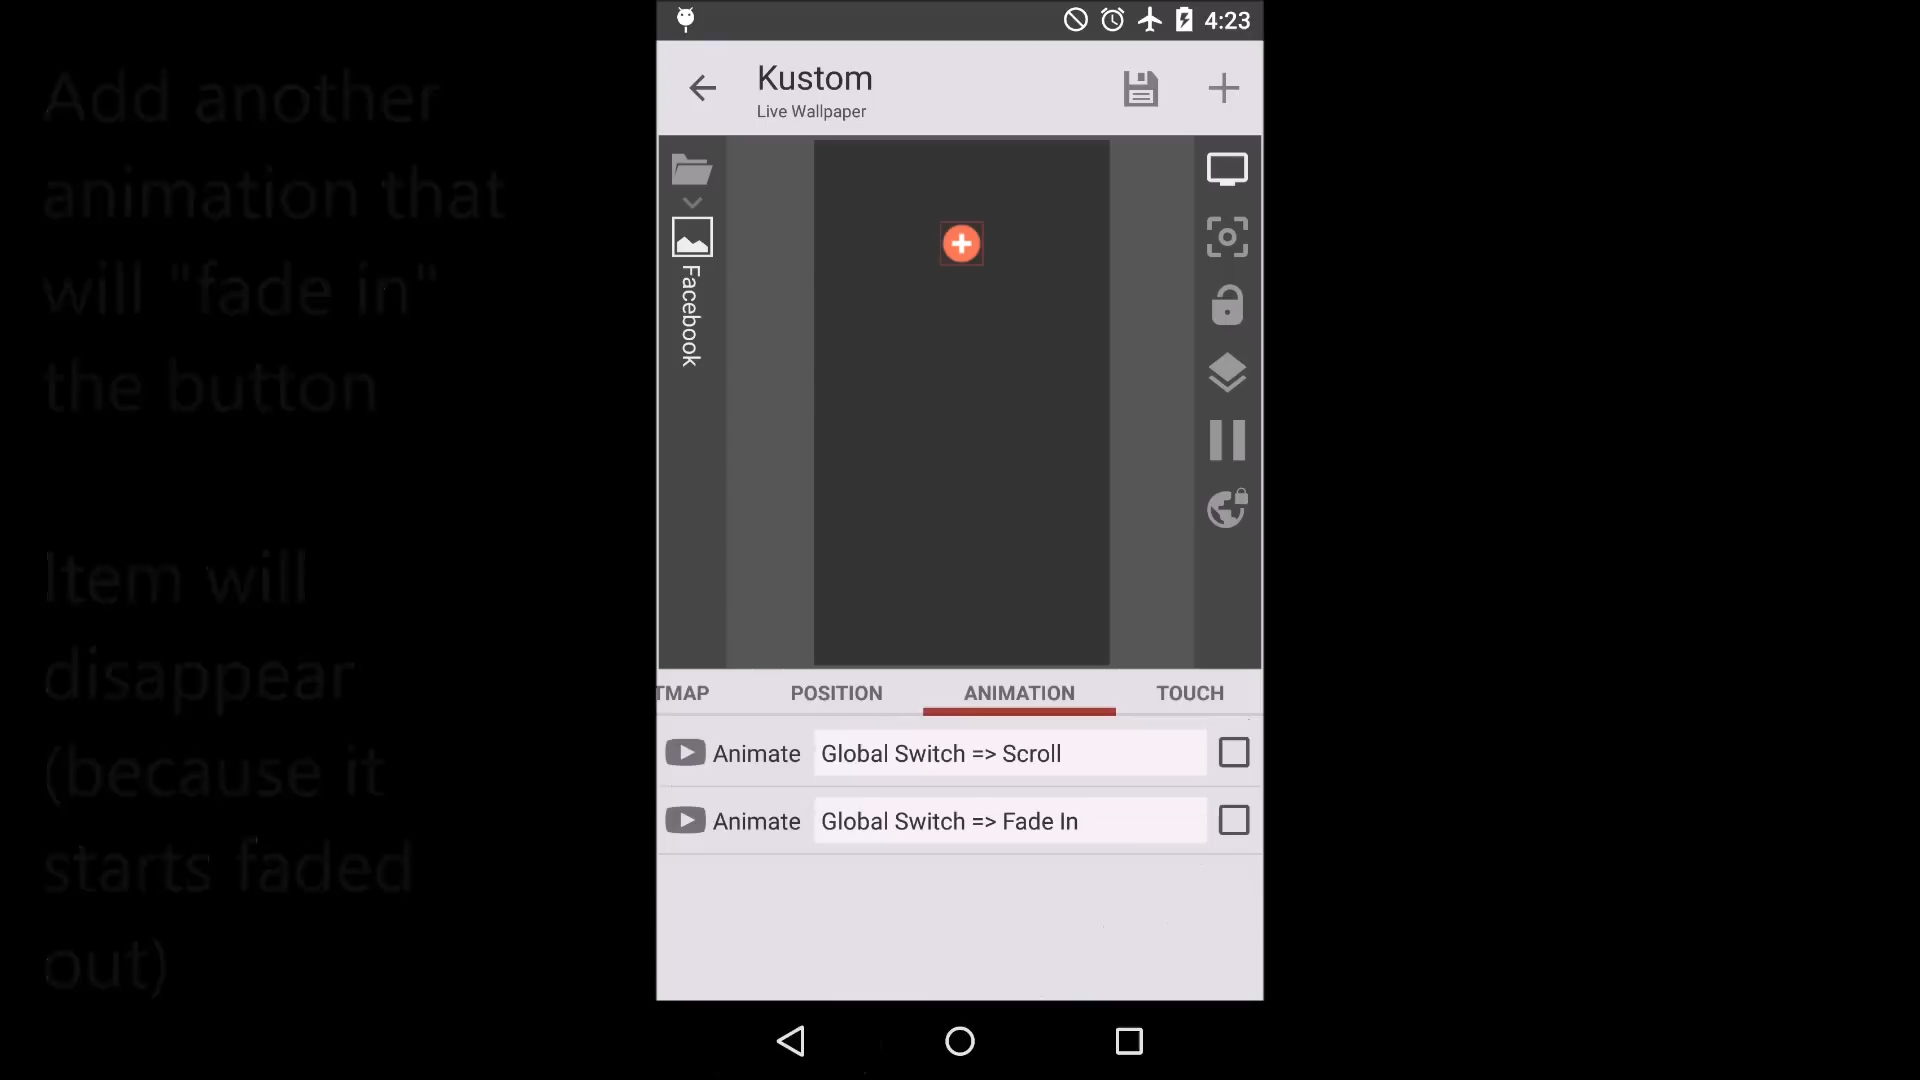 Add another
animation that
will "fade in"
the button
Item will
disappear
(because it
starts faded
out)
4:23
Kustom
Live Wallpaper
Facebook
TMAP POSITION ANIMATION TOUCH
Animate Global Switch => Scroll
Animate Global Switch => Fade In